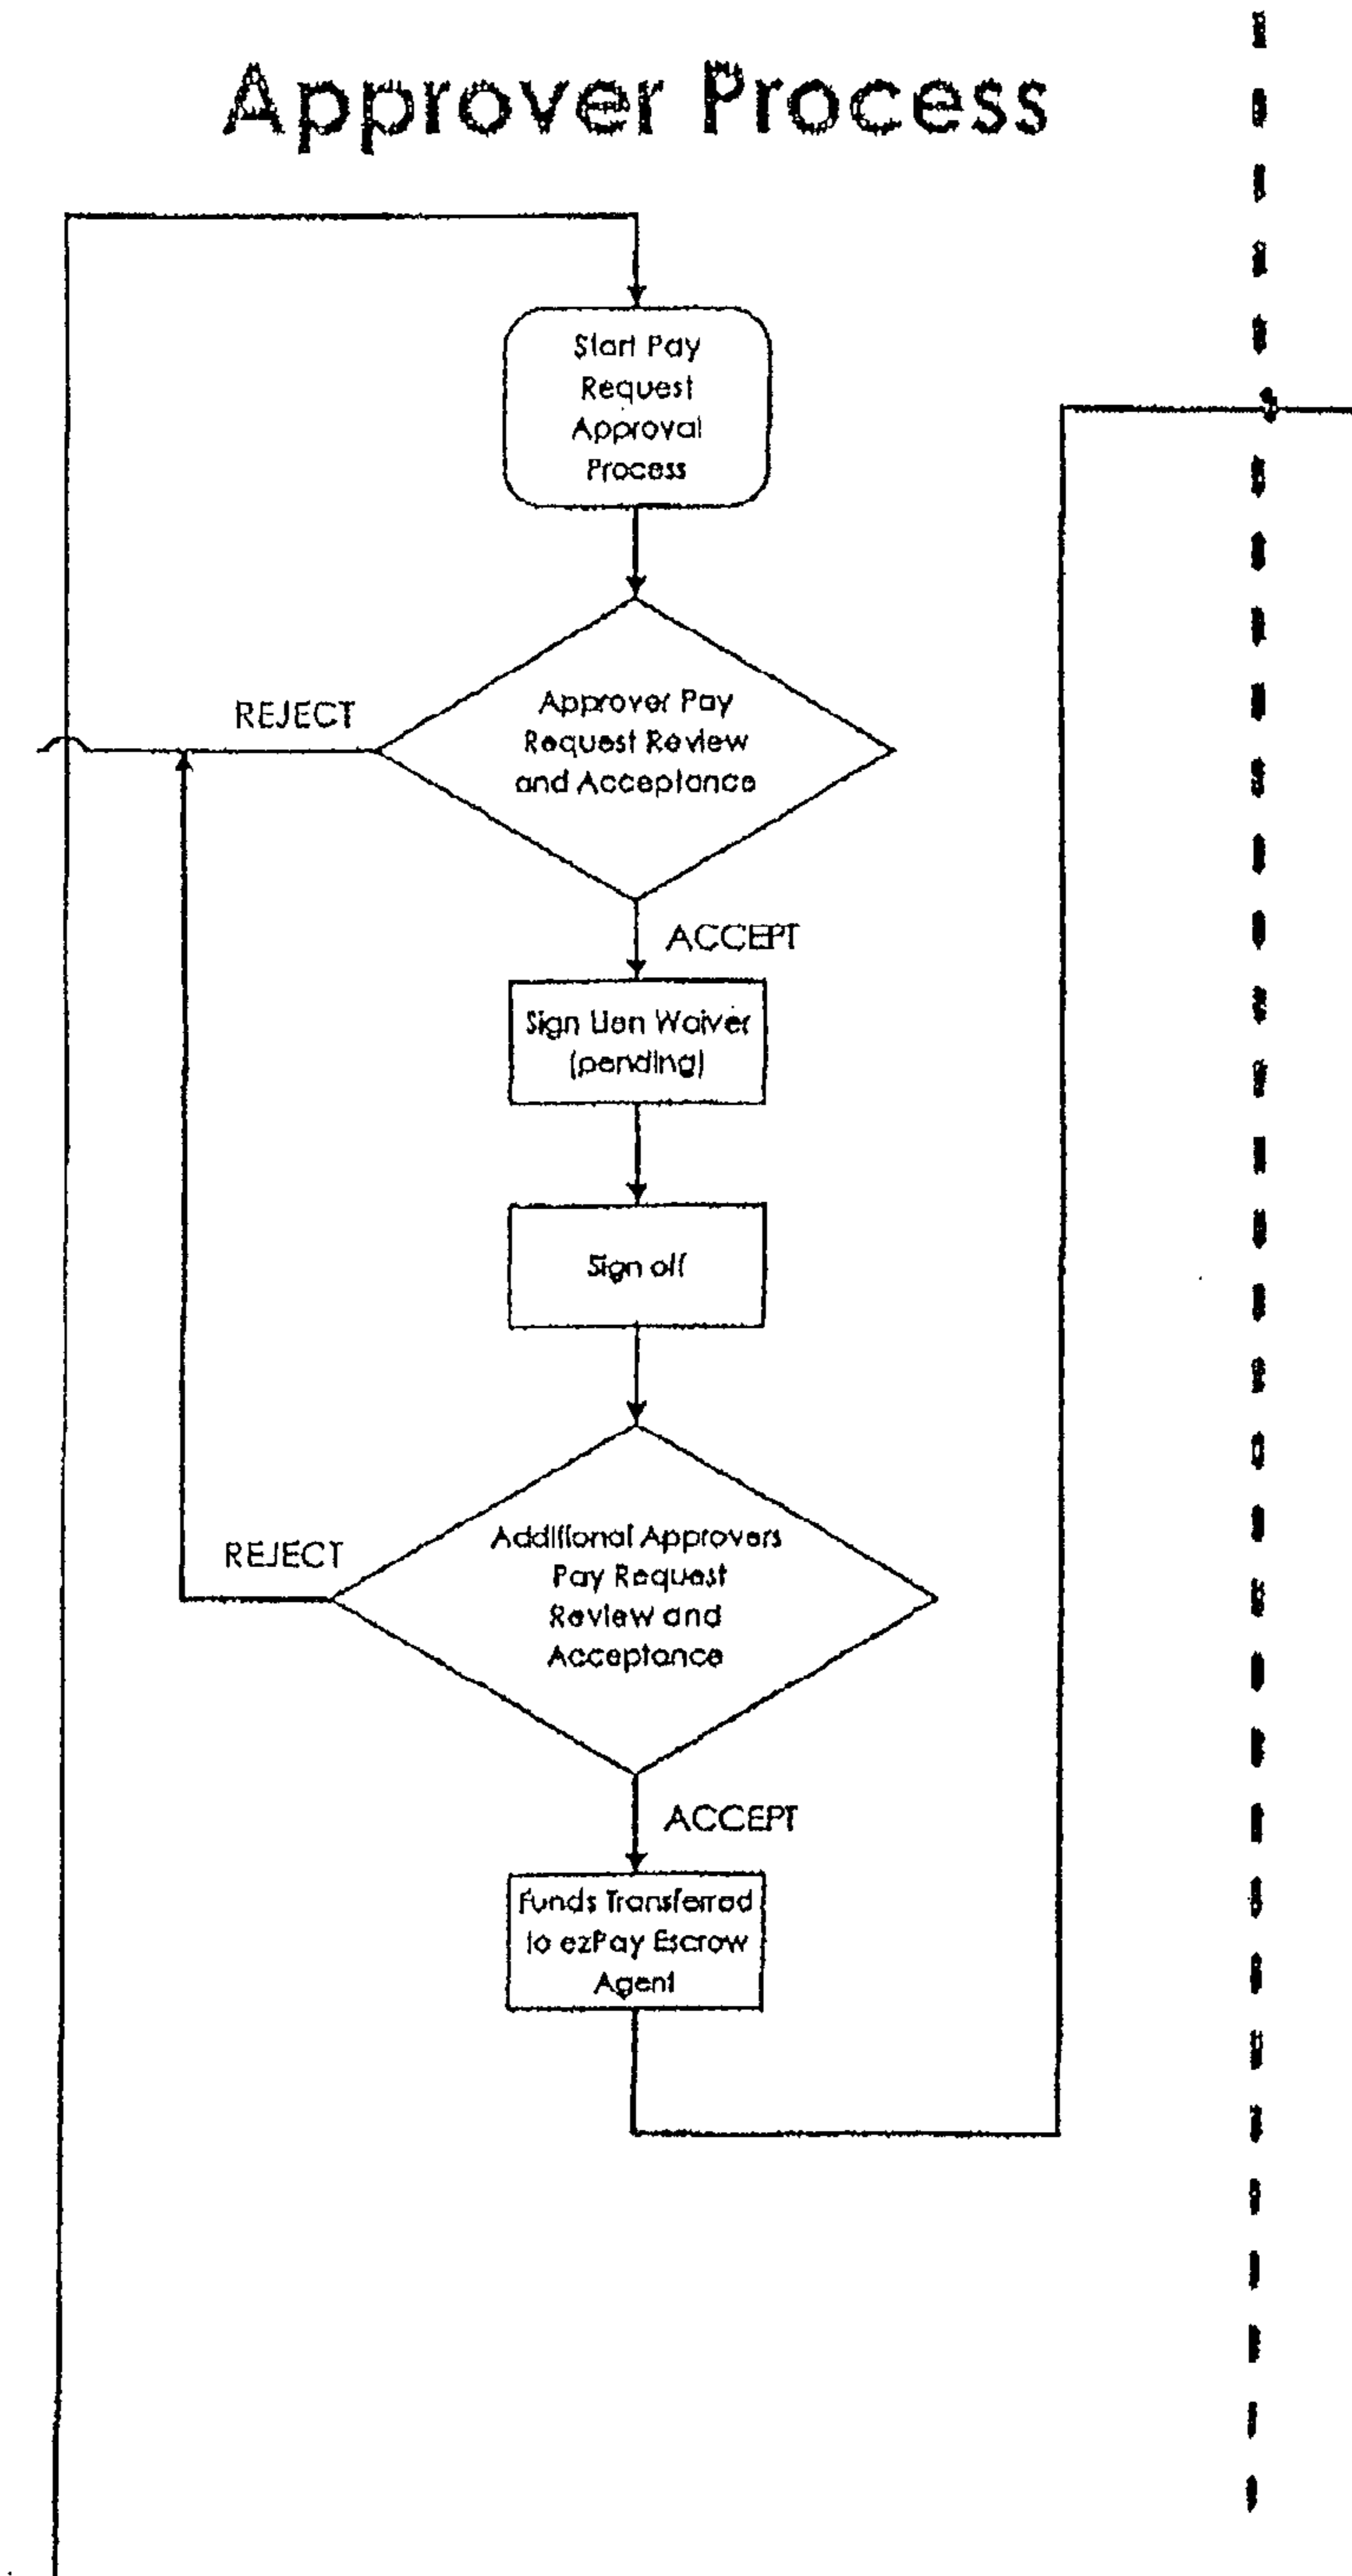 Approver Process
Start Pay
Request
Approval
Process
REJECT
Approver Pay
Request Review
and Acceptance
ACCEPT
Sign Lien Waiver
(pending)
Sign off
REJECT
Additional Approvers
Pay Request
Review and
Acceptance
ACCEPT
Funds Transferred
to ezPay Escrow
Agent